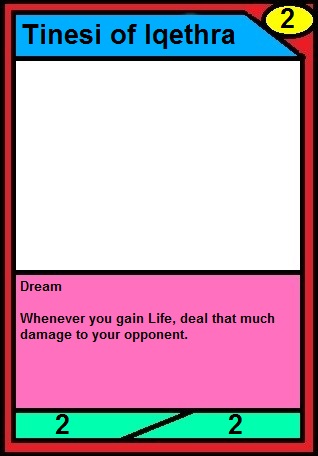 Tinesi of Iqethra
2
Dream
Whenever you gain Life, deal that much
damage to your opponent.
2 2